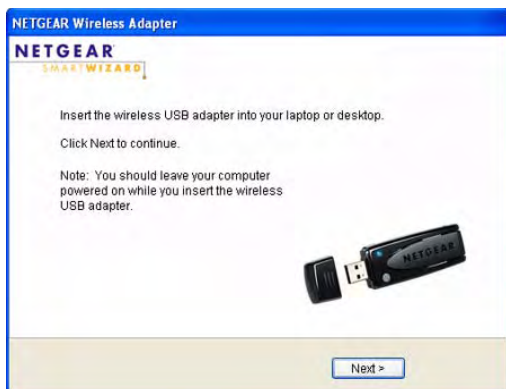 NETGEAR Wireless Adapter
NETGEAR
SMARTWIZARD
Insert the wireless USB adapter into your laptop or desktop.
Click Next to continue.
Note: You should leave your computer
powered on while you insert the wireless
USB adapter.
NETGEAR
Next >